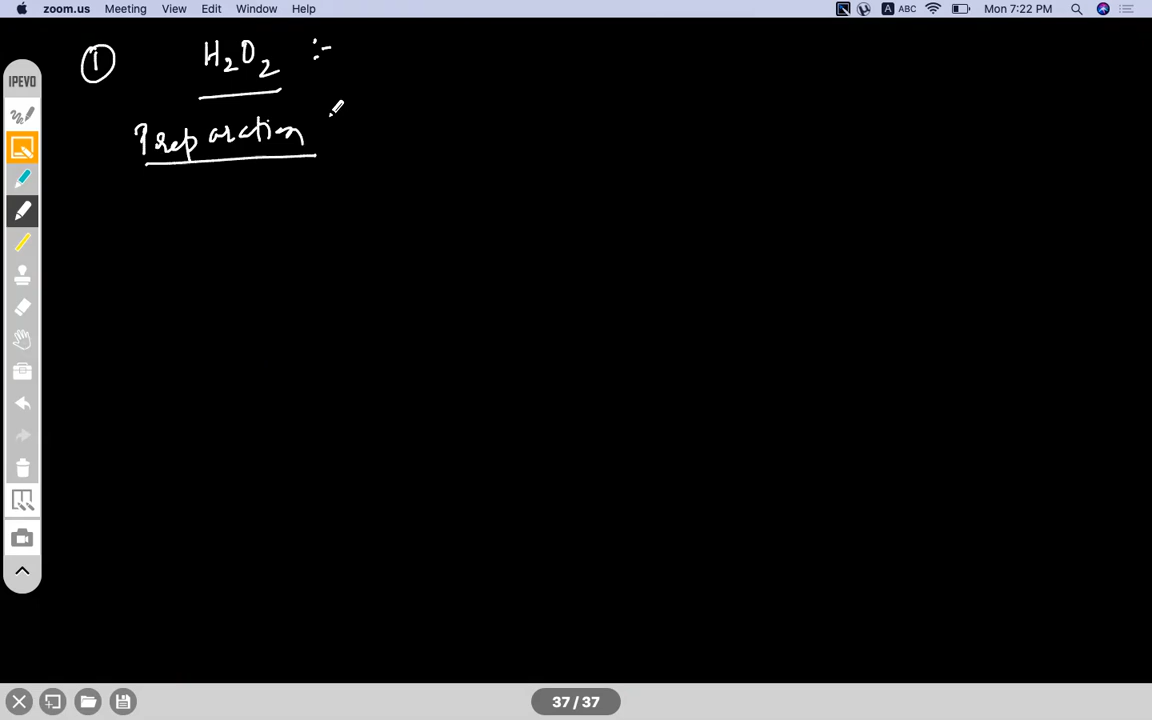 zoom.us Meeting View Edit Window Help A ABC Mon 7:22 PM
① H₂O₂ :-
IPEVO
Preparation
37 / 37